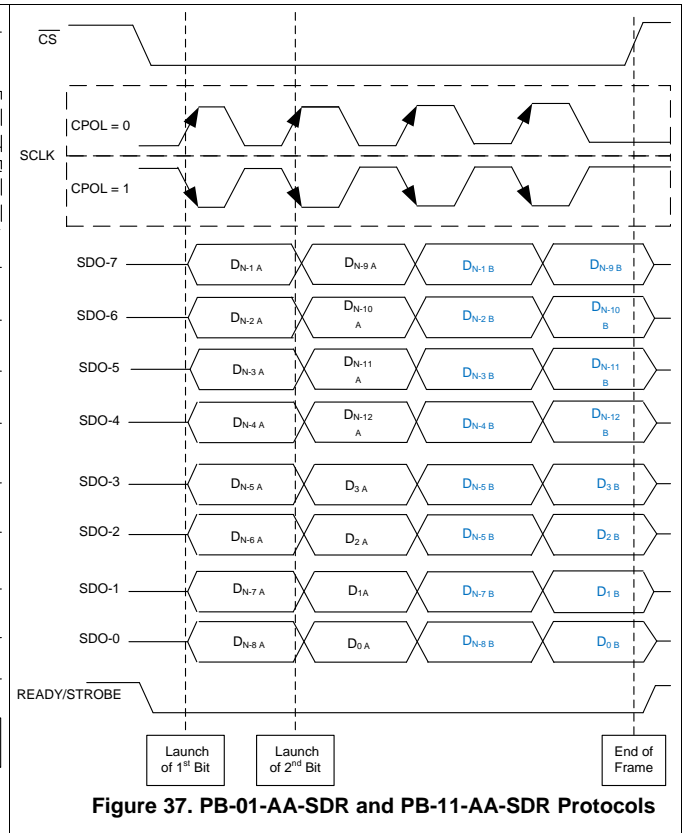 CS
CPOL = 0
SCLK
CPOL = 1
SDO-7 DN-1 A DN-9 A DN-1 B DN-9 B
SDO-6 DN-2 A DN-10 A DN-2 B DN-10 B
SDO-5 DN-3 A DN-11 A DN-3 B DN-11 B
SDO-4 DN-4 A DN-12 A DN-4 B DN-12 B
SDO-3 DN-5 A D3 A DN-5 B D3 B
SDO-2 DN-6 A D2 A DN-5 B D2 B
SDO-1 DN-7 A D1A DN-7 B D1 B
SDO-0 DN-8 A D0 A DN-8 B D0 B
READY/STROBE
Launch of 1st Bit
Launch of 2nd Bit
End of Frame
Figure 37. PB-01-AA-SDR and PB-11-AA-SDR Protocols